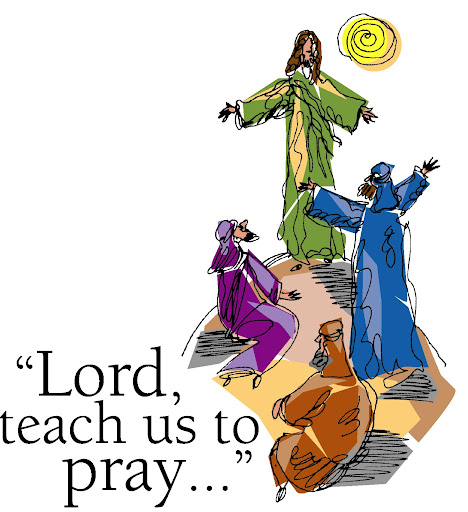 “Lord,
teach us to
pray...”